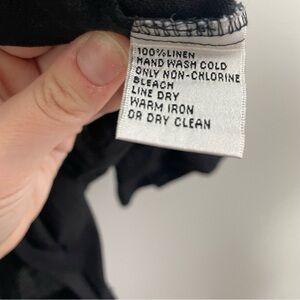 100%LINEN
HAND WASH COLD
ONLY NON-CHLORINE
BLEACH
LINE DRY
WARM IRON
OR DRY CLEAN